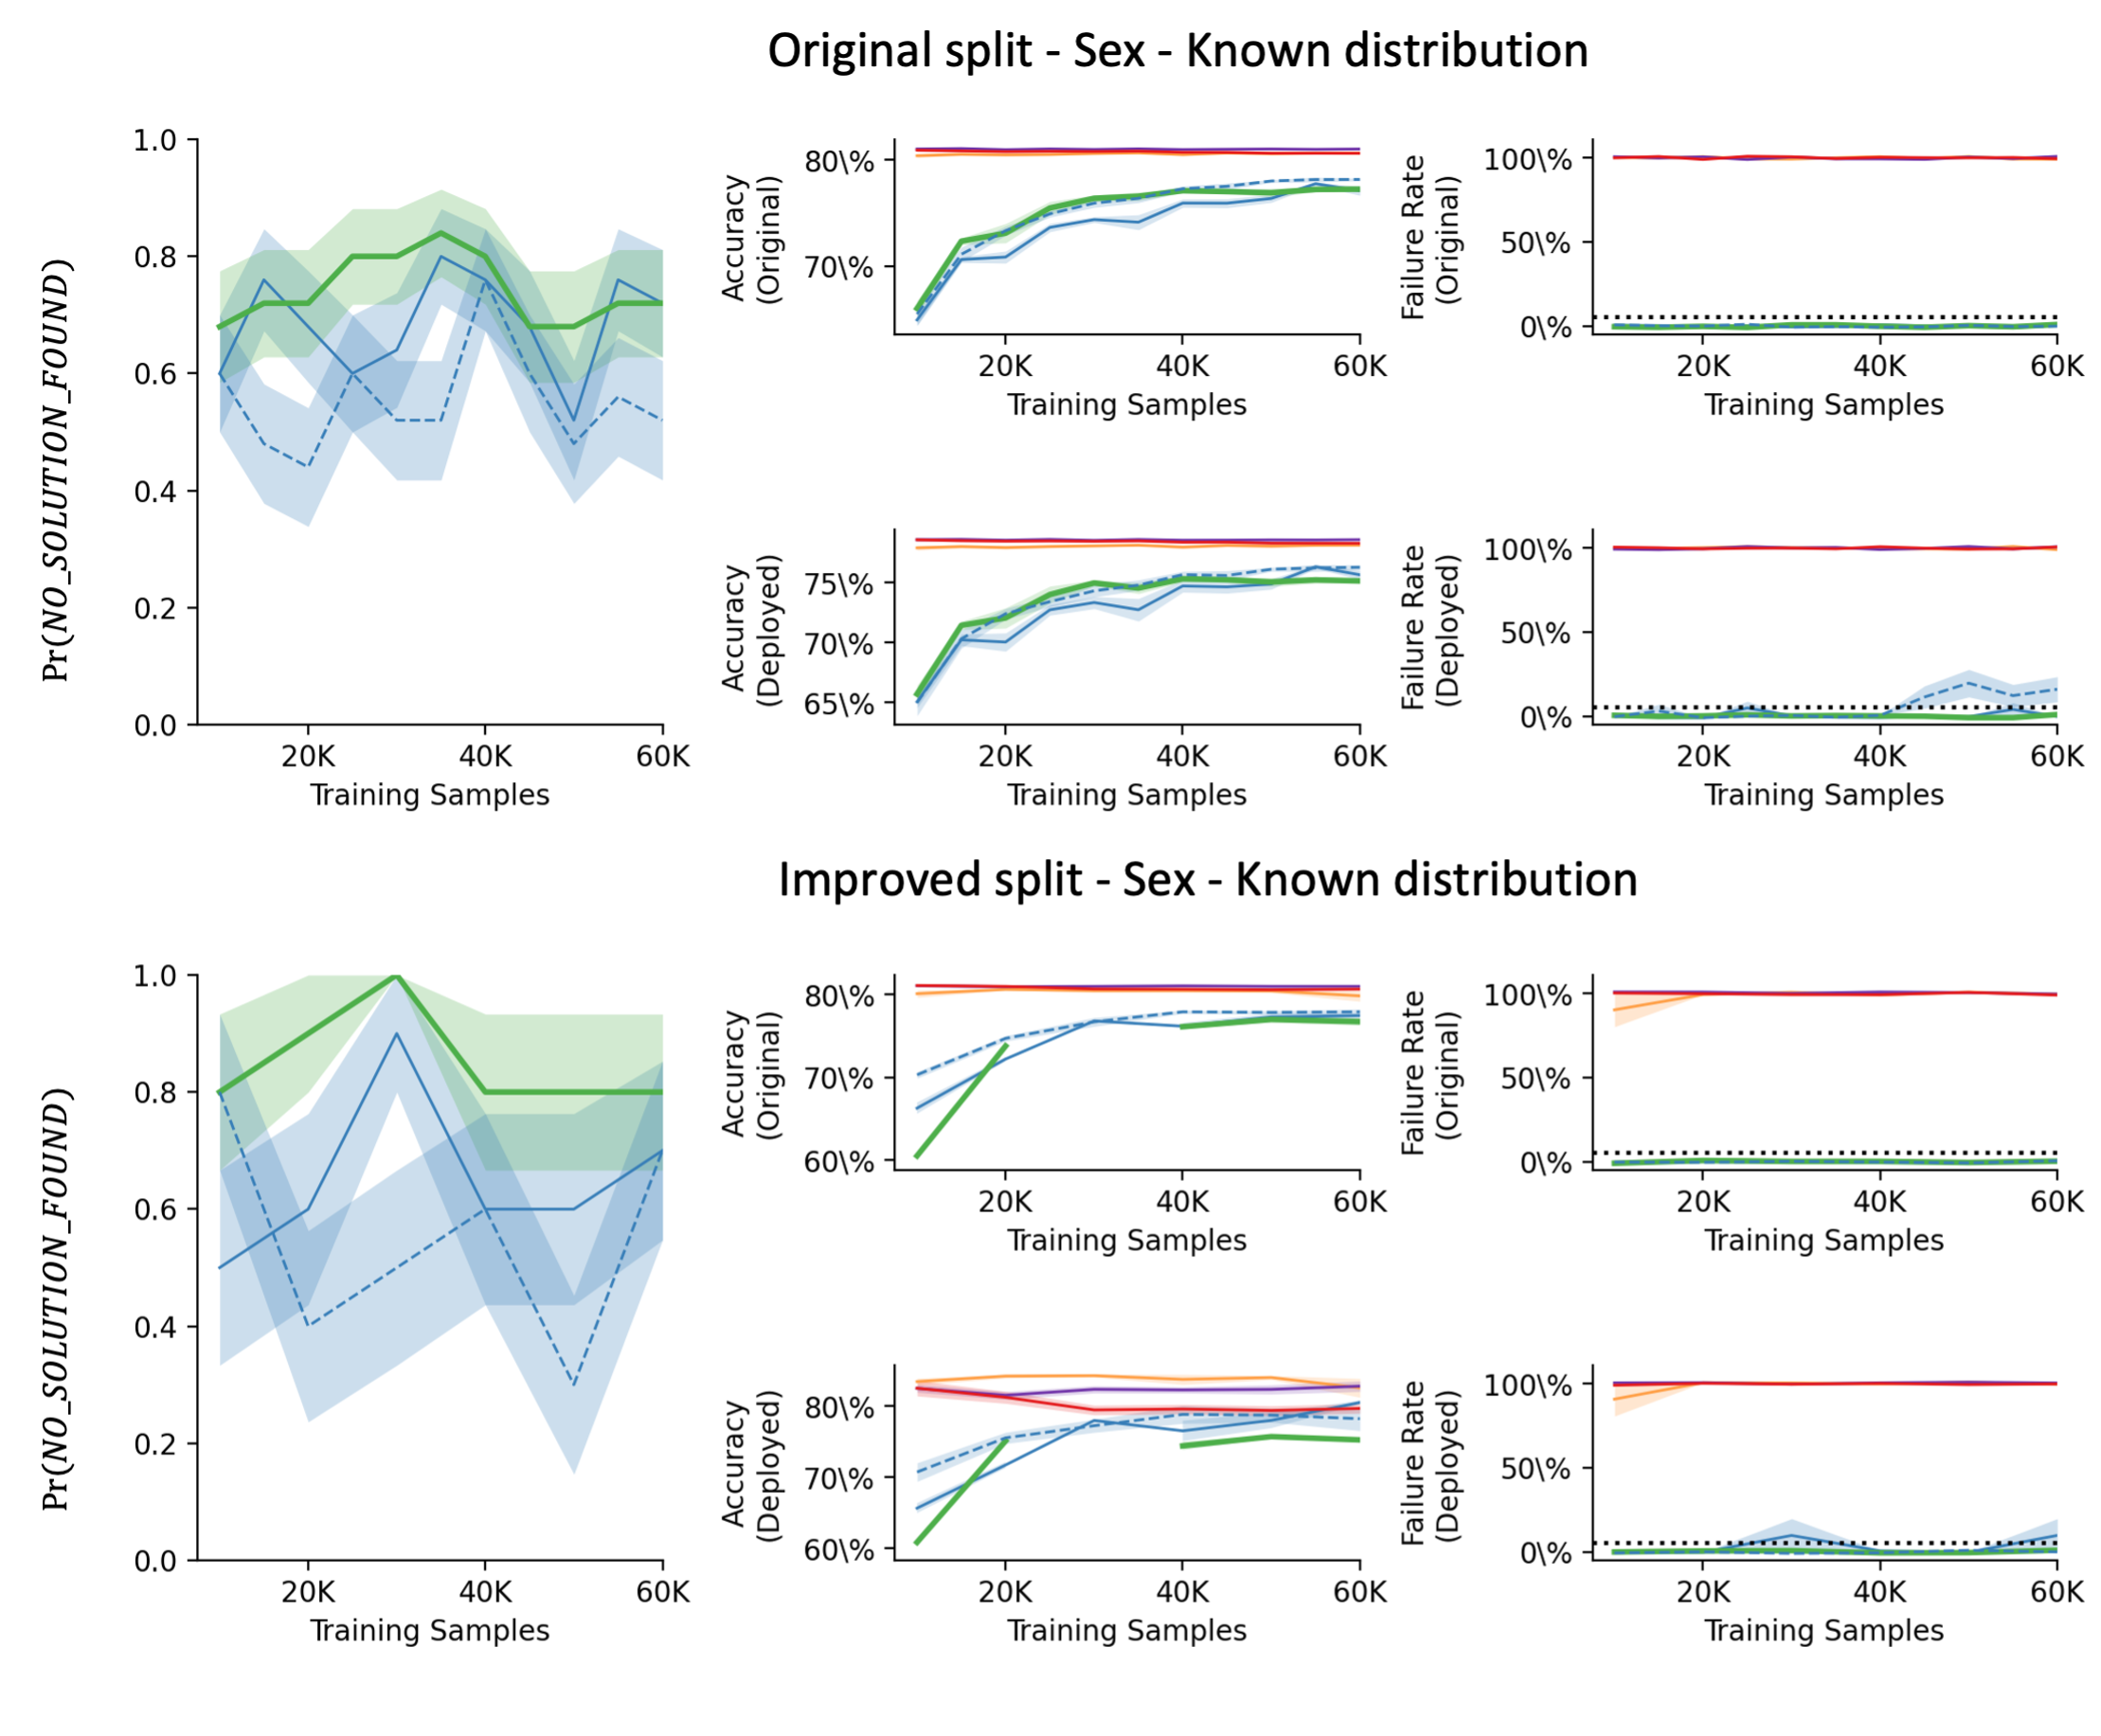 Original split - Sex - Known distribution
Pr(NO_SOLUTION_FOUND)
1.0
0.8
0.6
0.4
0.2
0.0
20K 40K 60K
Training Samples
Accuracy
(Original)
80\%
70\%
20K 40K 60K
Training Samples
Failure Rate
(Original)
100\%
50\%
0\%
20K 40K 60K
Training Samples
Accuracy
(Deployed)
75\%
70\%
65\%
20K 40K 60K
Training Samples
Failure Rate
(Deployed)
100\%
50\%
0\%
20K 40K 60K
Training Samples
Improved split - Sex - Known distribution
Pr(NO_SOLUTION_FOUND)
1.0
0.8
0.6
0.4
0.2
0.0
20K 40K 60K
Training Samples
Accuracy
(Original)
80\%
70\%
60\%
20K 40K 60K
Training Samples
Failure Rate
(Original)
100\%
50\%
0\%
20K 40K 60K
Training Samples
Accuracy
(Deployed)
80\%
70\%
60\%
20K 40K 60K
Training Samples
Failure Rate
(Deployed)
100\%
50\%
0\%
20K 40K 60K
Training Samples